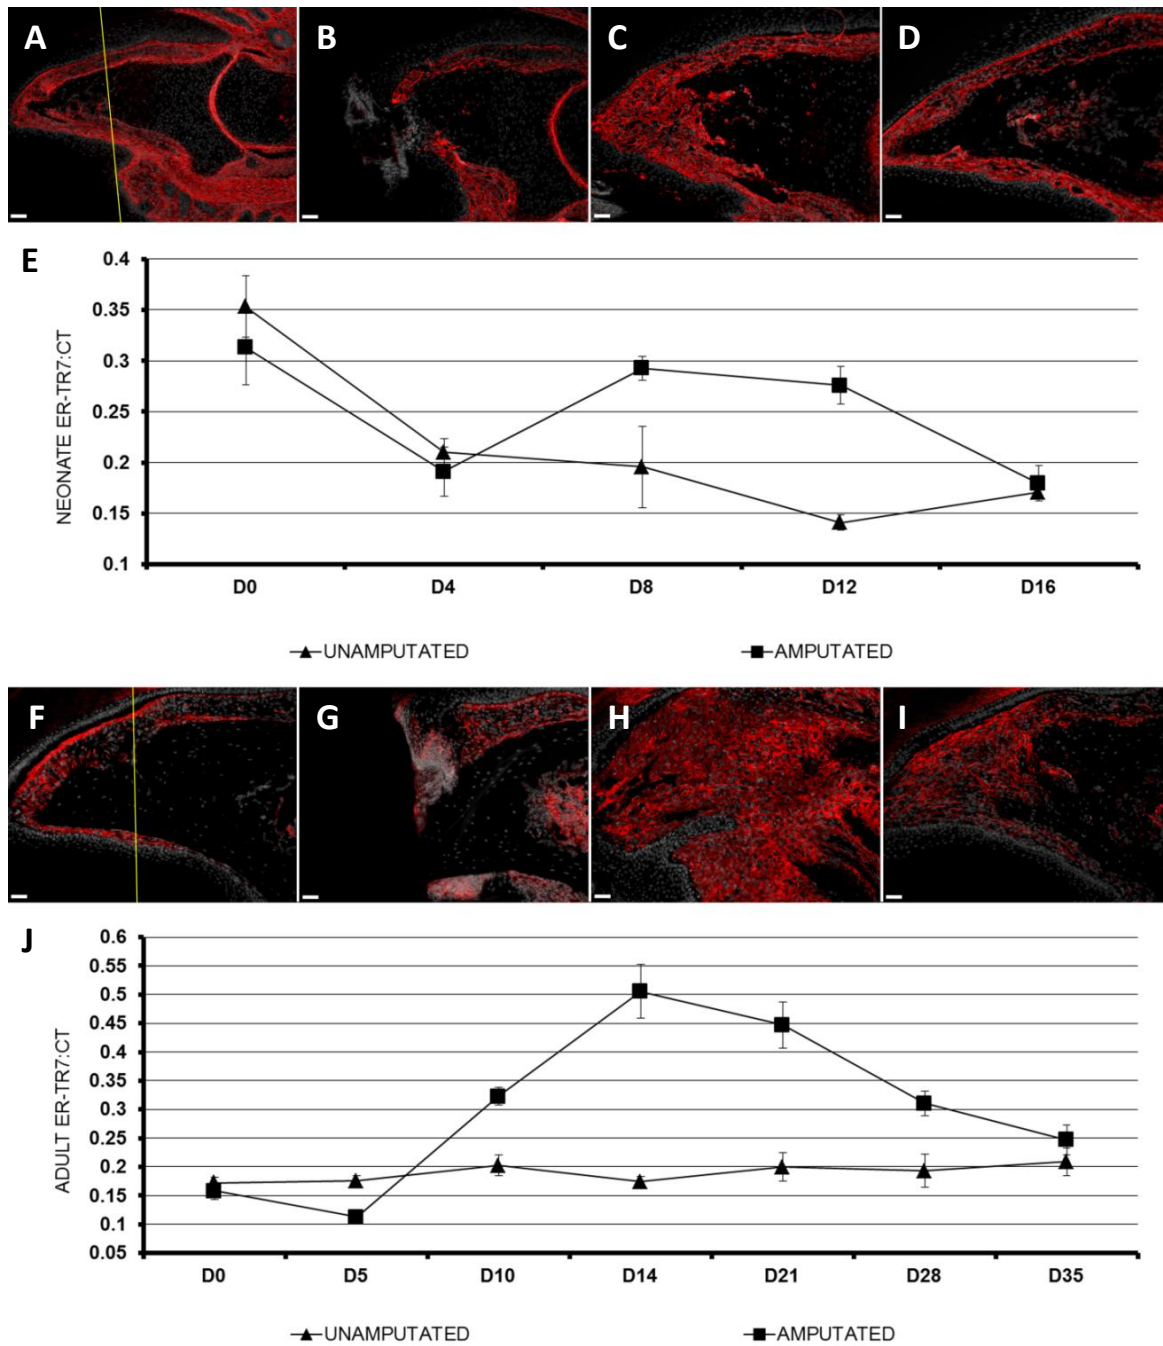 A B C D
E
0.4
0.35
0.3
0.25
0.2
0.15
0.1
NEONATE ER-TR7:CT
D0 D4 D8 D12 D16
UNAMPUTATED AMPUTATED
F G H I
J
0.6
0.55
0.5
0.45
0.4
0.35
0.3
0.25
0.2
0.15
0.1
0.05
ADULT ER-TR7:CT
D0 D5 D10 D14 D21 D28 D35
UNAMPUTATED AMPUTATED